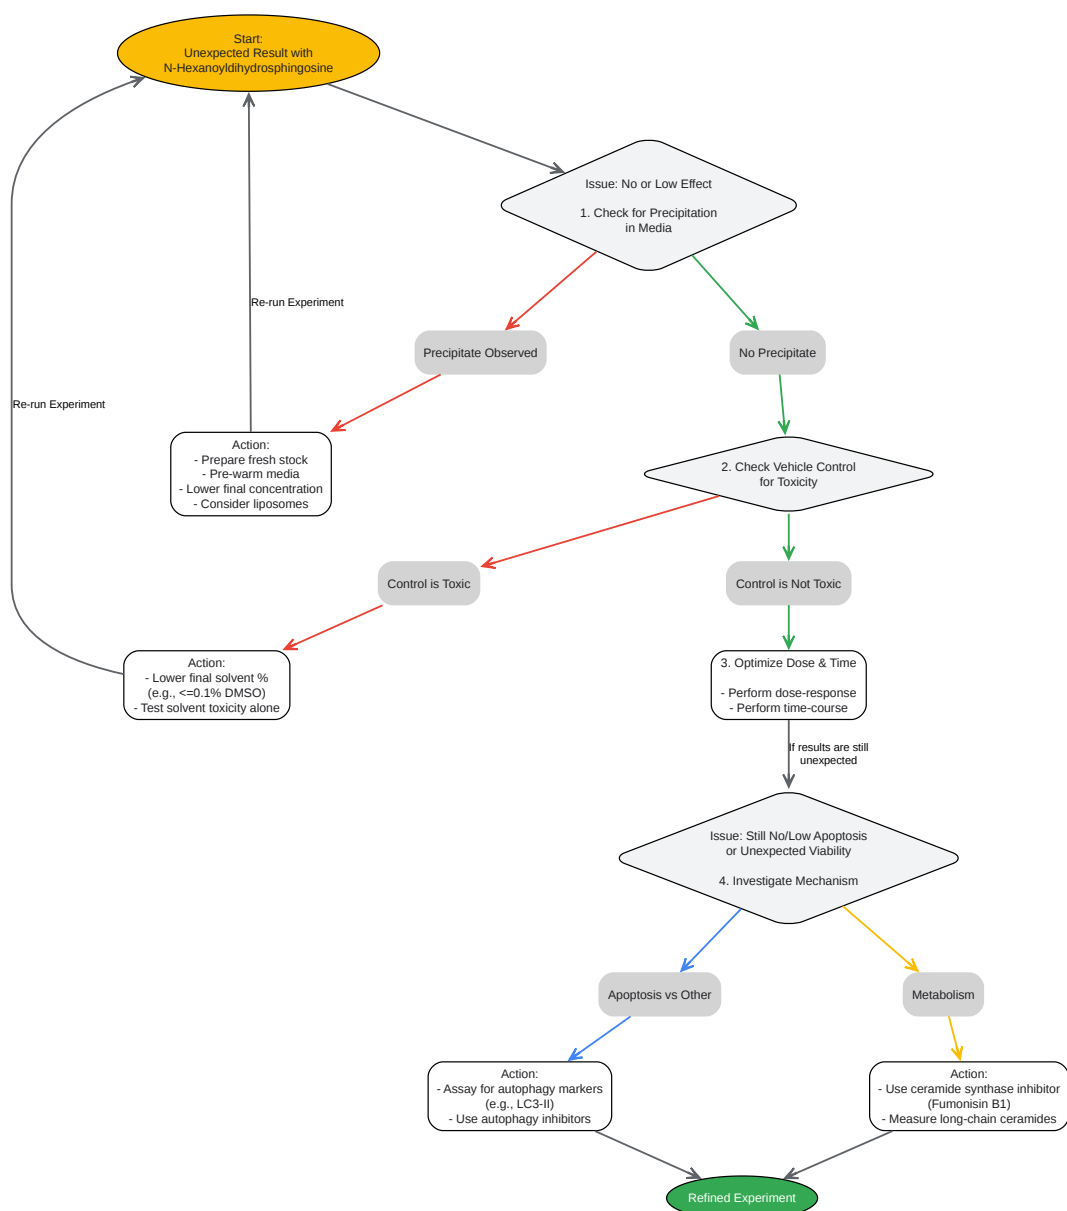 Start:
Unexpected Result with
N-Hexanoyldihydrosphingosine
Issue: No or Low Effect
1. Check for Precipitation
in Media
Re-run Experiment
Precipitate Observed
No Precipitate
Re-run Experiment
Action:
- Prepare fresh stock
- Pre-warm media
- Lower final concentration
- Consider liposomes
2. Check Vehicle Control
for Toxicity
Control is Toxic
Control is Not Toxic
Action:
- Lower final solvent %
(e.g., <=0.1% DMSO)
- Test solvent toxicity alone
3. Optimize Dose & Time
- Perform dose-response
- Perform time-course
If results are still
unexpected
Issue: Still No/Low Apoptosis
or Unexpected Viability
4. Investigate Mechanism
Apoptosis vs Other
Metabolism
Action:
- Assay for autophagy markers
(e.g., LC3-II)
- Use autophagy inhibitors
Action:
- Use ceramide synthase inhibitor
(Fumonisin B1)
- Measure long-chain ceramides
Refined Experiment